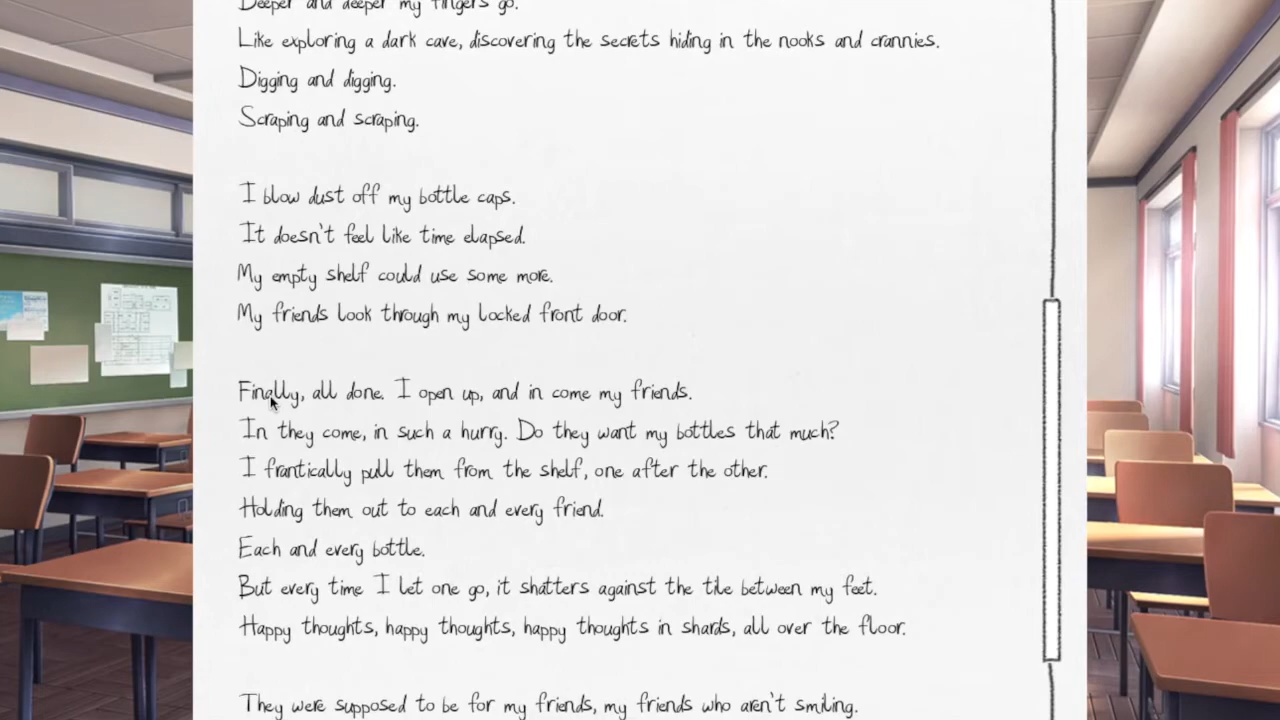 Deeper and deeper my fingers go.
Like exploring a dark cave, discovering the secrets hiding in the nooks and crannies.
Digging and digging.
Scraping and scraping.
I blow dust off my bottle caps.
It doesn't feel like time elapsed.
My empty shelf could use some more.
My friends look through my locked front door.
Finally, all done. I open up, and in come my friends.
In they come, in such a hurry. Do they want my bottles that much?
I frantically pull them from the shelf, one after the other.
Holding them out to each and every friend.
Each and every bottle.
But every time I let one go, it shatters against the tile between my feet.
Happy thoughts, happy thoughts, happy thoughts in shards, all over the floor.
They were supposed to be for my friends, my friends who aren't smiling.